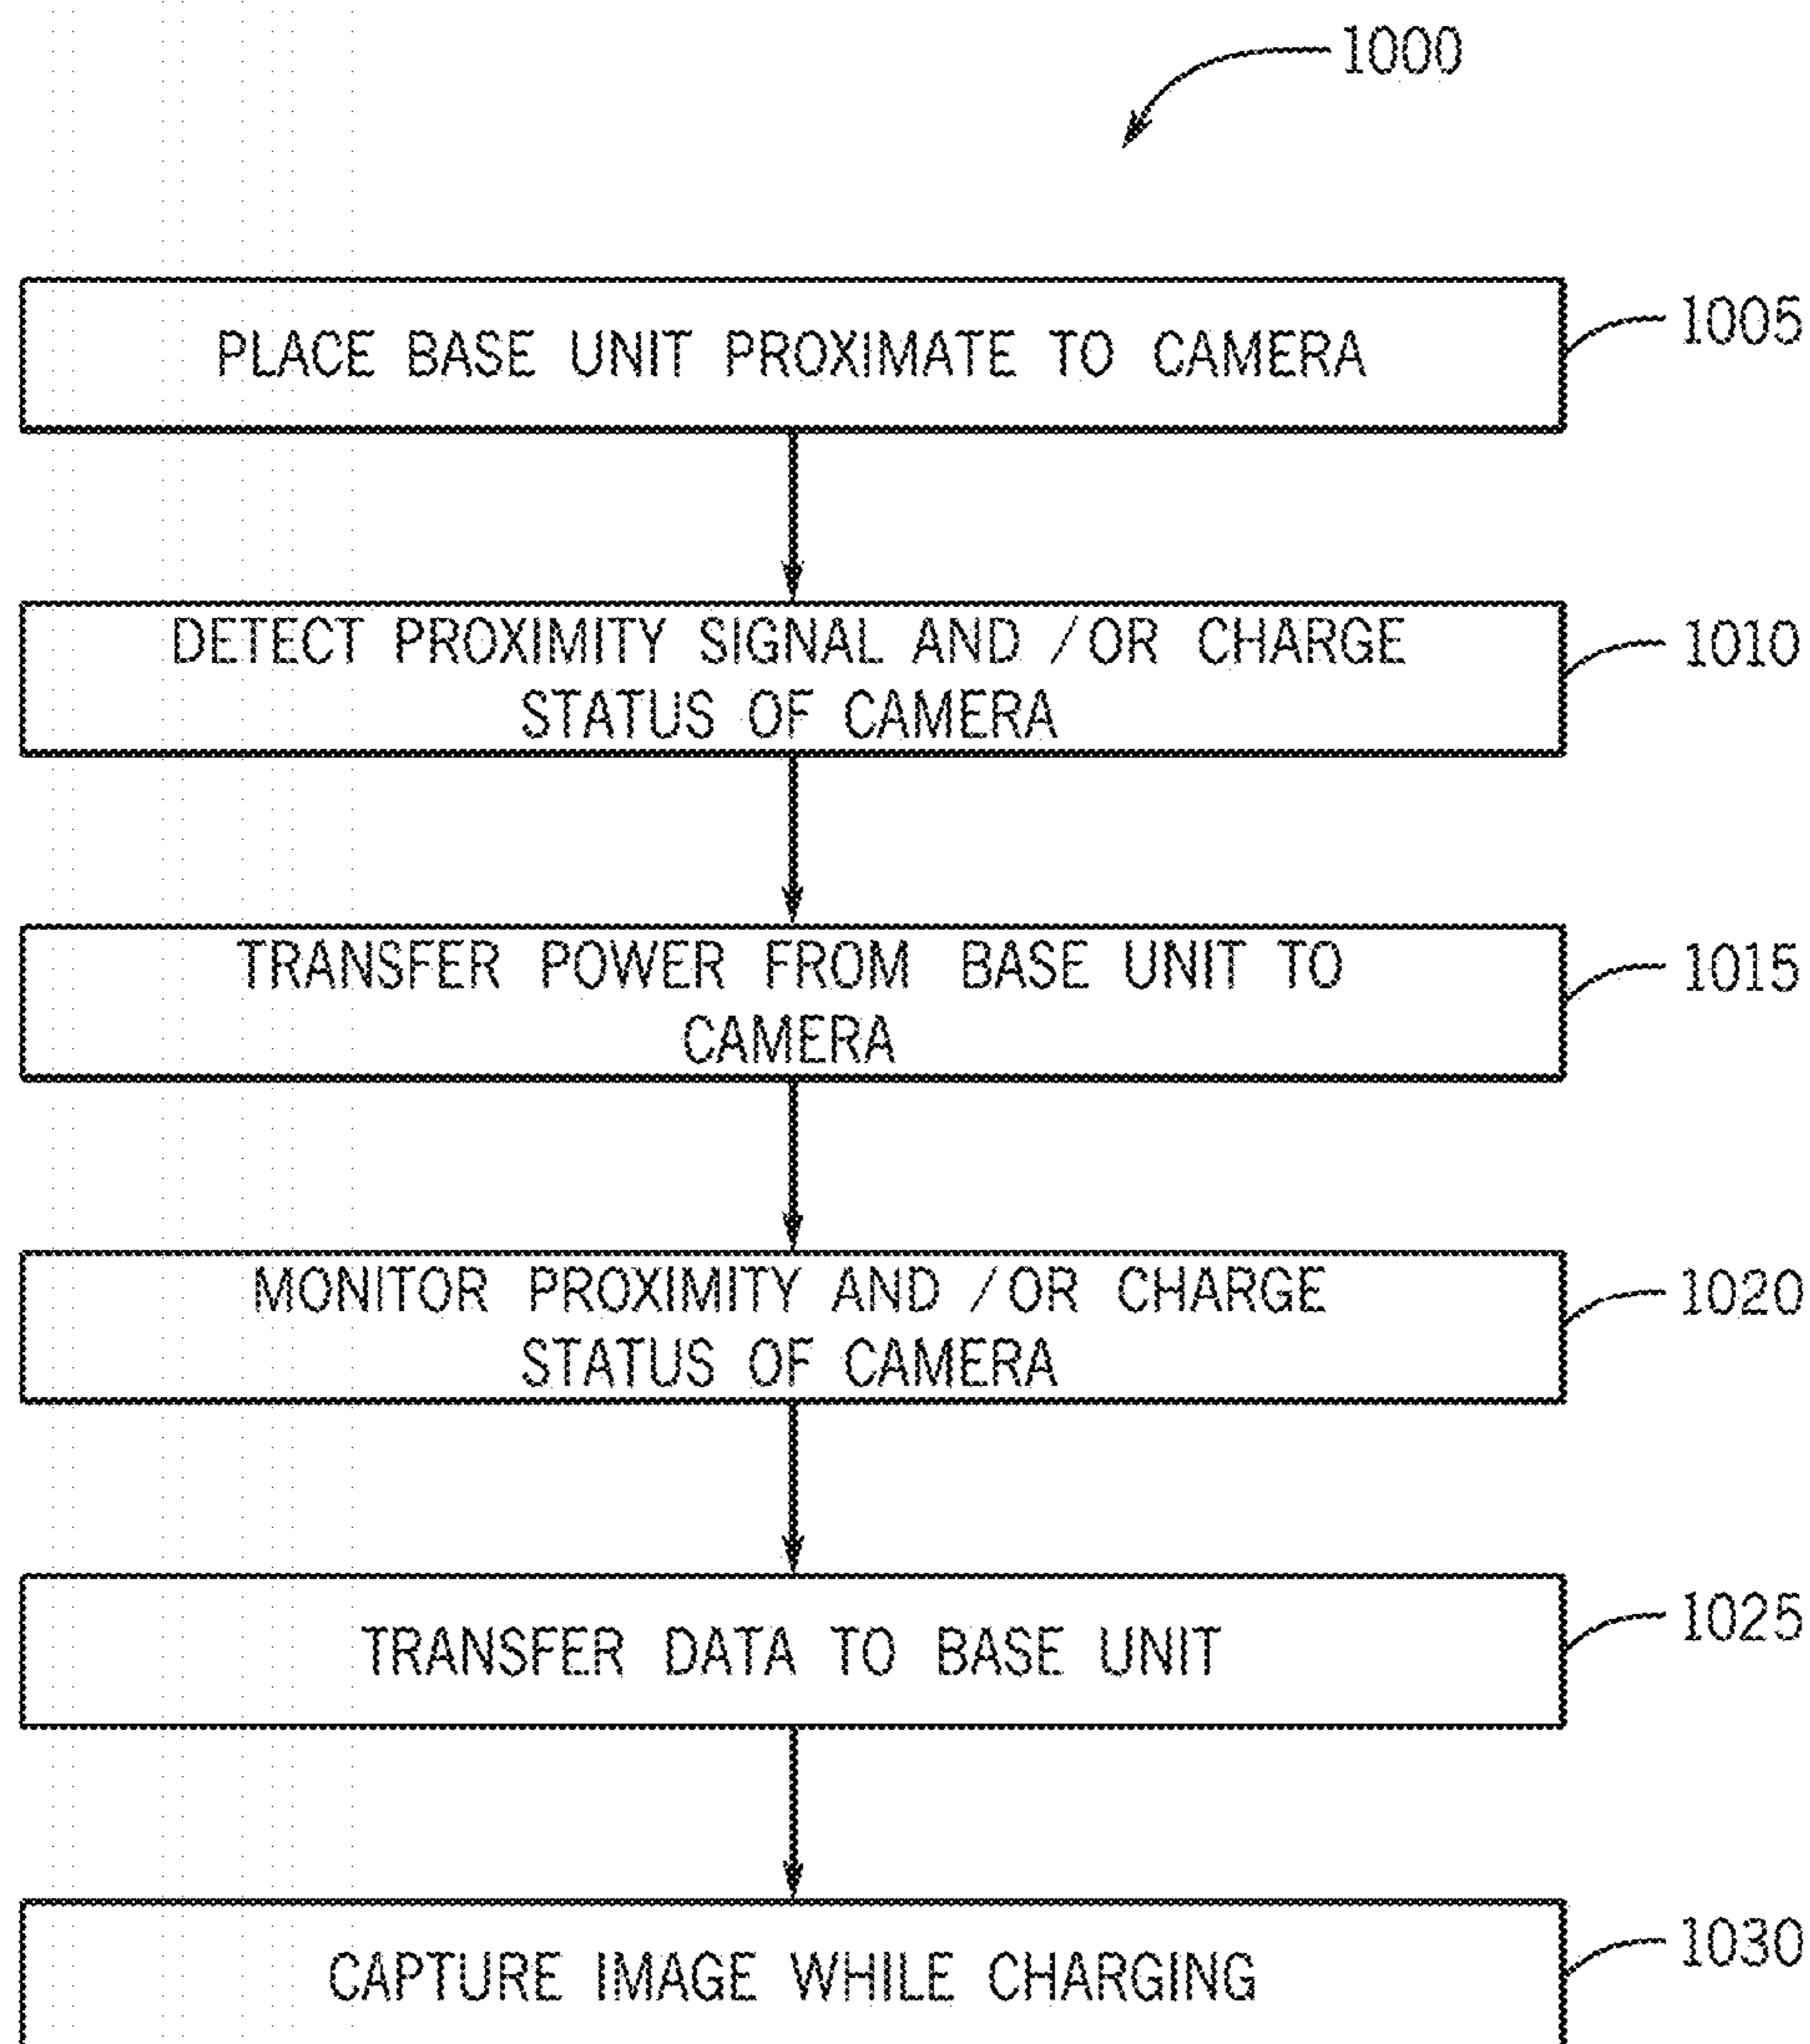 1000
PLACE BASE UNIT PROXIMATE TO CAMERA
1005
DETECT PROXIMITY SIGNAL AND /OR CHARGE
STATUS OF CAMERA
1010
TRANSFER POWER FROM BASE UNIT TO
CAMERA
1015
MONITOR PROXIMITY AND /OR CHARGE
STATUS OF CAMERA
1020
TRANSFER DATA TO BASE UNIT
1025
CAPTURE IMAGE WHILE CHARGING
1030